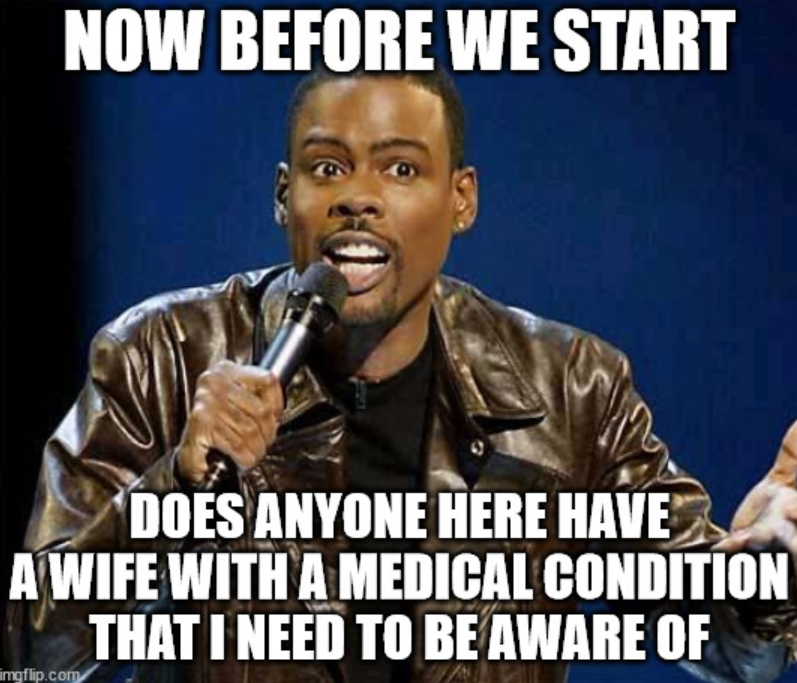 NOW BEFORE WE START
DOES ANYONE HERE HAVE
A WIFE WITH A MEDICAL CONDITION
THAT I NEED TO BE AWARE OF
imgflip.com